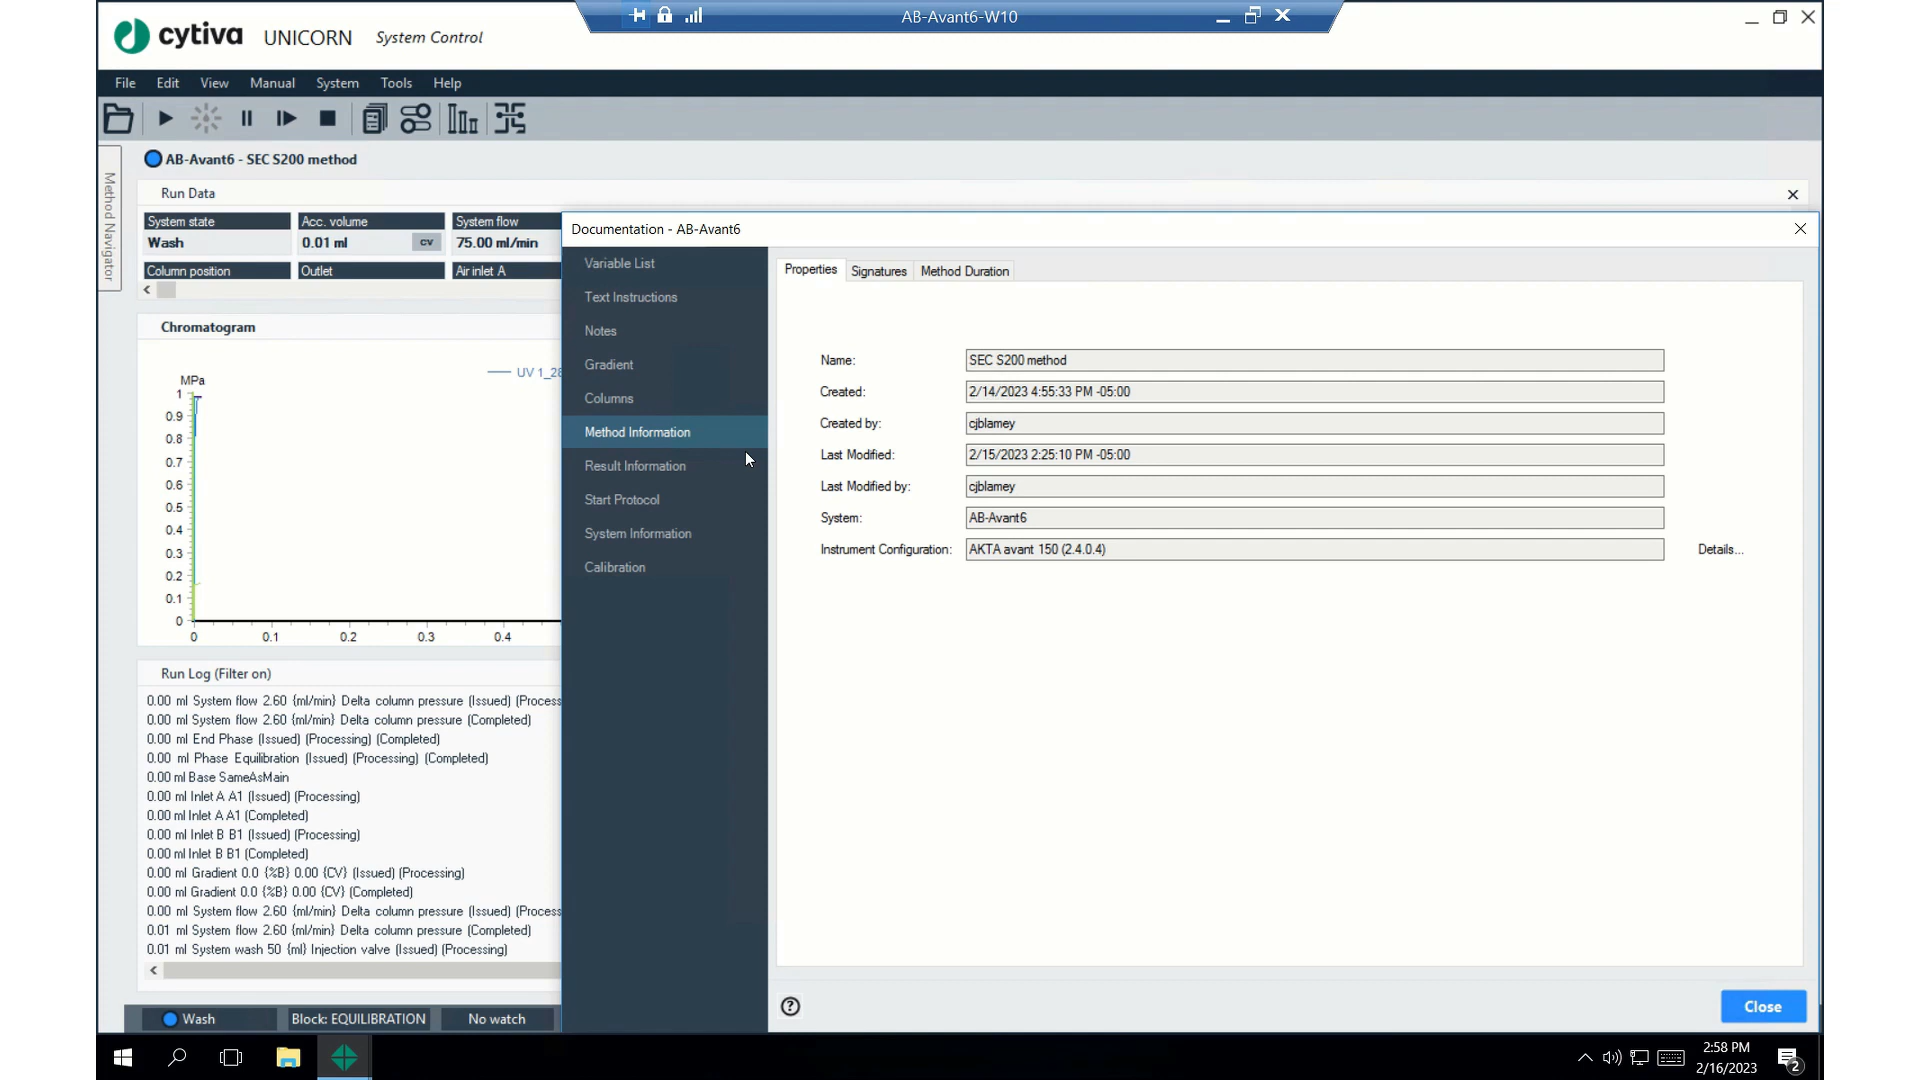 AB-Avant6-W10
cytiva UNICORN System Control
File Edit View Manual System Tools Help
Method Navigator
AB-Avant6 - SEC S200 method
Run Data
System state Acc. volume System flow
Wash 0.01 ml CV 75.00 ml/min
Column position Outlet Air inlet A
Chromatogram
UV 1_28
MPa
1
0.9
0.8
0.7
0.6
0.5
0.4
0.3
0.2
0.1
0
0 0.1 0.2 0.3 0.4
Run Log (Filter on)
0.00 ml System flow 2.60 {ml/min} Delta column pressure (Issued) (Process
0.00 ml System flow 2.60 {ml/min} Delta column pressure (Completed)
0.00 ml End Phase (Issued) (Processing) (Completed)
0.00 ml Phase Equilibration (Issued) (Processing) (Completed)
0.00 ml Base SameAsMain
0.00 ml Inlet A A1 (Issued) (Processing)
0.00 ml Inlet A A1 (Completed)
0.00 ml Inlet B B1 (Issued) (Processing)
0.00 ml Inlet B B1 (Completed)
0.00 ml Gradient 0.0 {%B} 0.00 {CV} (Issued) (Processing)
0.00 ml Gradient 0.0 {%B} 0.00 {CV} (Completed)
0.00 ml System flow 2.60 {ml/min} Delta column pressure (Issued) (Process
0.01 ml System flow 2.60 {ml/min} Delta column pressure (Completed)
0.01 ml System wash 50 {ml} Injection valve (Issued) (Processing)
Wash Block: EQUILIBRATION No watch
Documentation - AB-Avant6
Variable List
Text Instructions
Notes
Gradient
Columns
Method Information
Result Information
Start Protocol
System Information
Calibration
Properties Signatures Method Duration
Name: SEC S200 method
Created: 2/14/2023 4:55:33 PM -05:00
Created by: cjblamey
Last Modified: 2/15/2023 2:25:10 PM -05:00
Last Modified by: cjblamey
System: AB-Avant6
Instrument Configuration: AKTA avant 150 (2.4.0.4) Details...
?
Close
2:58 PM
2/16/2023
2